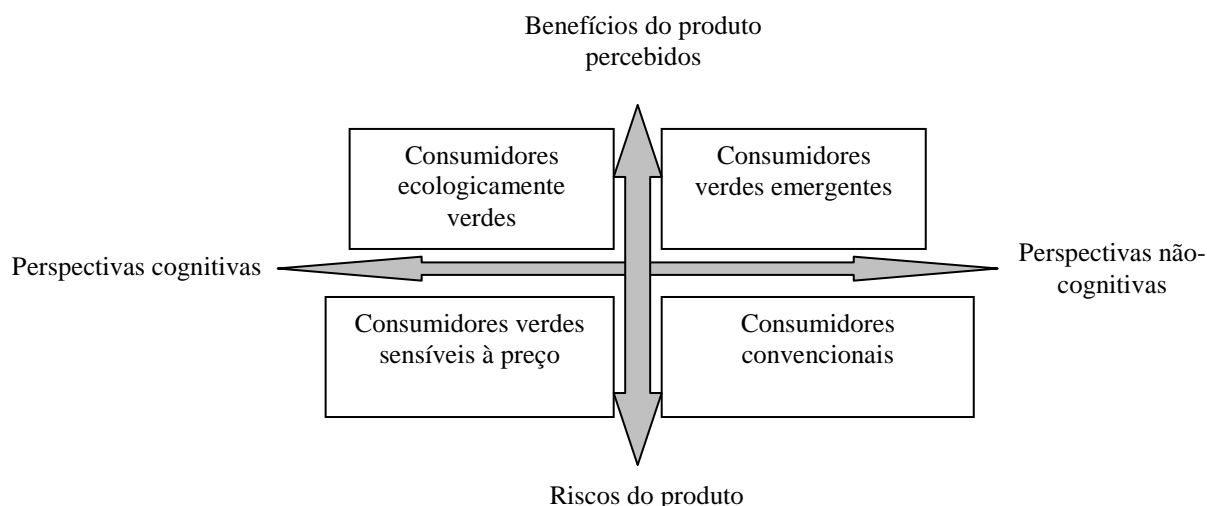 Benefícios do produto
percebidos
Consumidores
ecologicamente
verdes
Consumidores
verdes emergentes
Perspectivas cognitivas
Perspectivas não-
cognitivas
Consumidores verdes
sensíveis à preço
Consumidores
convencionais
Riscos do produto